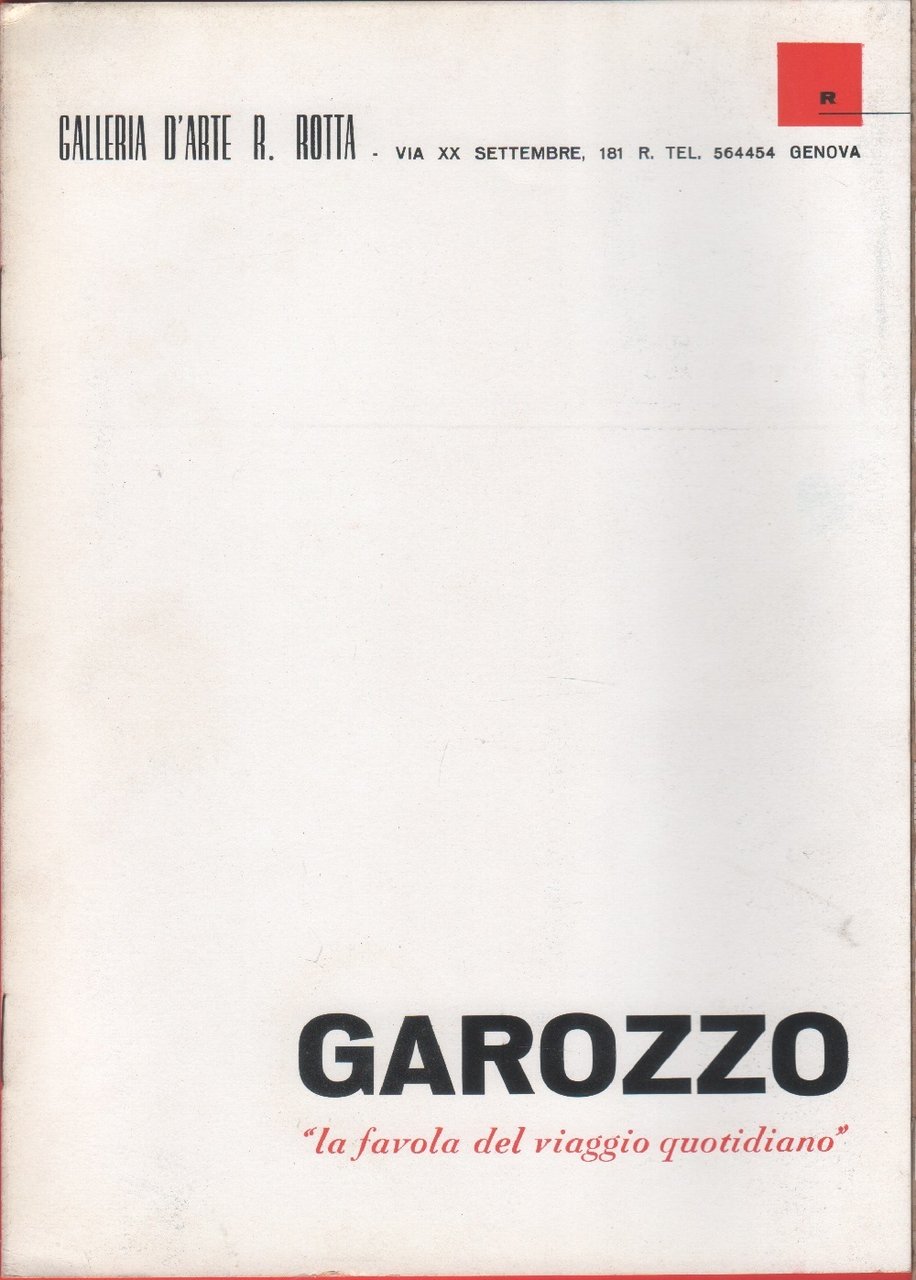 R
GALLERIA D'ARTE R. ROTTA - VIA XX SETTEMBRE, 181 R. TEL. 564454 GENOVA
GAROZZO
“la favola del viaggio quotidiano”